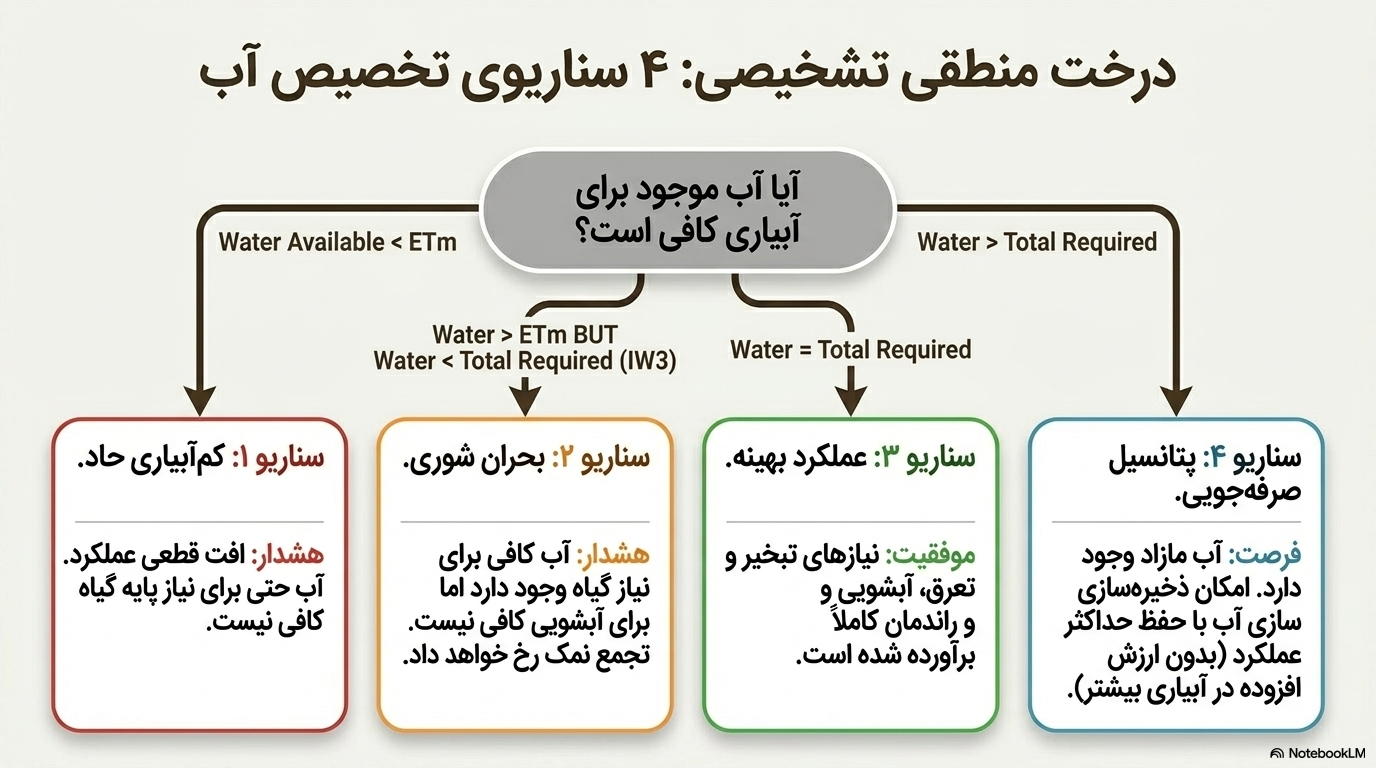 درخت منطقی تشخیصی: ۴ سناریوی تخصیص آب
آیا آب موجود برای
آبیاری کافی است؟
Water Available < ETm
Water > ETm BUT
Water < Total Required (IW3)
Water = Total Required
Water > Total Required
سناریو ۱: کم‌آبیاری حاد.
هشدار: افت قطعی عملکرد.
آب حتی برای نیاز پایه گیاه
کافی نیست.
سناریو ۲: بحران شوری.
هشدار: آب کافی برای
نیاز گیاه وجود دارد اما
برای آبشویی کافی نیست.
تجمع نمک رخ خواهد داد.
سناریو ۳: عملکرد بهینه.
موفقیت: نیازهای تبخیر و
تعرق، آبشویی و
و راندمان کاملاً
برآورده شده است.
سناریو ۴: پتانسیل
صرفه‌جویی.
فرصت: آب مازاد وجود
دارد. امکان ذخیره‌سازی
سازی آب با حفظ حداکثر
عملکرد (بدون ارزش
افزوده در آبیاری بیشتر).
NotebookLM